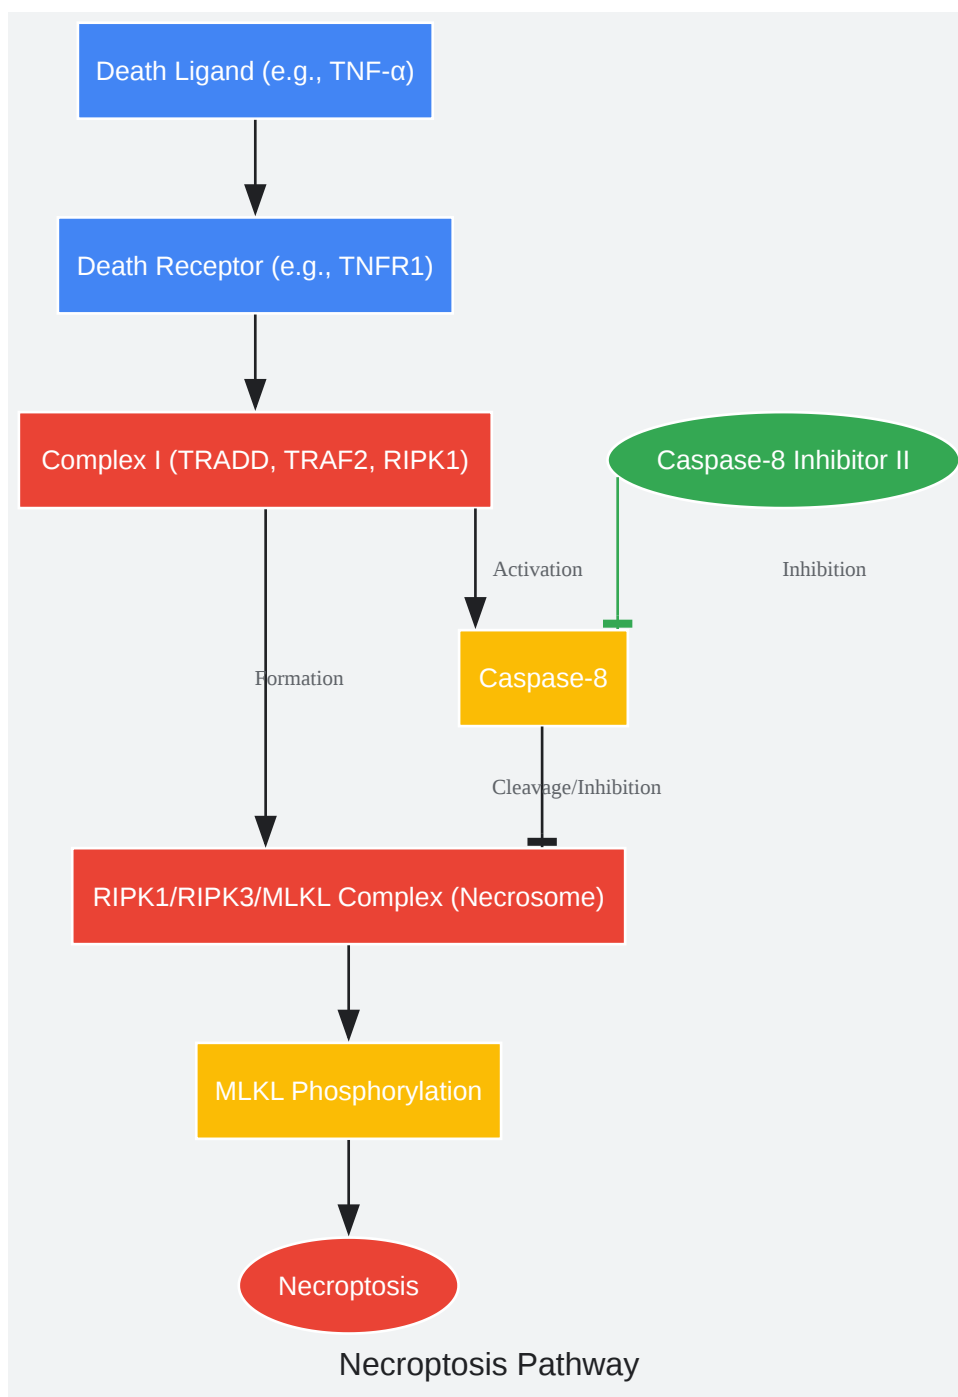 Death Ligand (e.g., TNF-α)
Death Receptor (e.g., TNFR1)
Complex I (TRADD, TRAF2, RIPK1)
Caspase-8 Inhibitor II
Activation
Inhibition
Formation
Caspase-8
Cleavage/Inhibition
RIPK1/RIPK3/MLKL Complex (Necrosome)
MLKL Phosphorylation
Necroptosis
Necroptosis Pathway